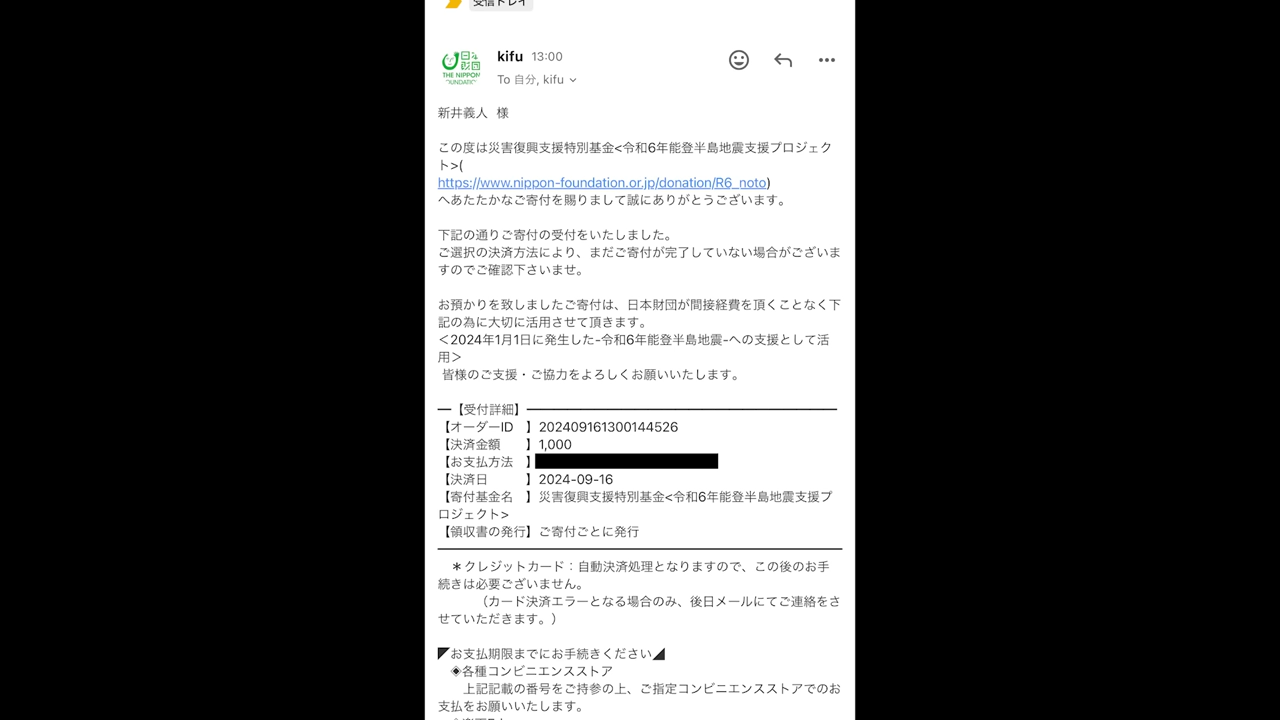 受信トレイ
日本
財団
THE NIPPON
FOUNDATION
kifu 13:00
To 自分, kifu
新井義人 様
この度は災害復興支援特別基金<令和6年能登半島地震支援プロジェク
ト>(
https://www.nippon-foundation.or.jp/donation/R6_noto)
へあたたかなご寄付を賜りまして誠にありがとうございます。
下記の通りご寄付の受付をいたしました。
ご選択の決済方法により、まだご寄付が完了していない場合がございま
すのでご確認下さいませ。
お預かりを致しましたご寄付は、日本財団が間接経費を頂くことなく下
記の為に大切に活用させて頂きます。
＜2024年1月1日に発生した-令和6年能登半島地震-への支援として活
用＞
皆様のご支援・ご協力をよろしくお願いいたします。
━【受付詳細】━━━━━━━━━━━━━━━━━━━━━━━━
【オーダーID　】202409161300144526
【決済金額　　】1,000
【お支払方法　】
【決済日　　　】2024-09-16
【寄付基金名　】災害復興支援特別基金<令和6年能登半島地震支援プ
ロジェクト>
【領収書の発行】ご寄付ごとに発行
＊クレジットカード：自動決済処理となりますので、この後のお手
続きは必要ございません。
（カード決済エラーとなる場合のみ、後日メールにてご連絡をさ
せていただきます。）
◤お支払期限までにお手続きください◢
◈各種コンビニエンスストア
上記記載の番号をご持参の上、ご指定コンビニエンスストアでのお
支払をお願いいたします。